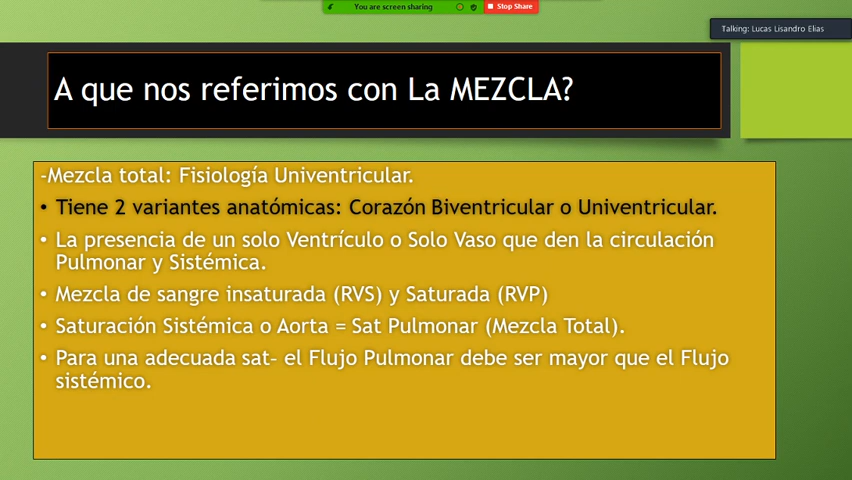 You are screen sharing
Stop Share
Talking: Lucas Lisandro Elias
A que nos referimos con La MEZCLA?
-Mezcla total: Fisiología Univentricular.
• Tiene 2 variantes anatómicas: Corazón Biventricular o Univentricular.
• La presencia de un solo Ventrículo o Solo Vaso que den la circulación
Pulmonar y Sistémica.
• Mezcla de sangre insaturada (RVS) y Saturada (RVP)
• Saturación Sistémica o Aorta = Sat Pulmonar (Mezcla Total).
• Para una adecuada sat– el Flujo Pulmonar debe ser mayor que el Flujo
sistémico.